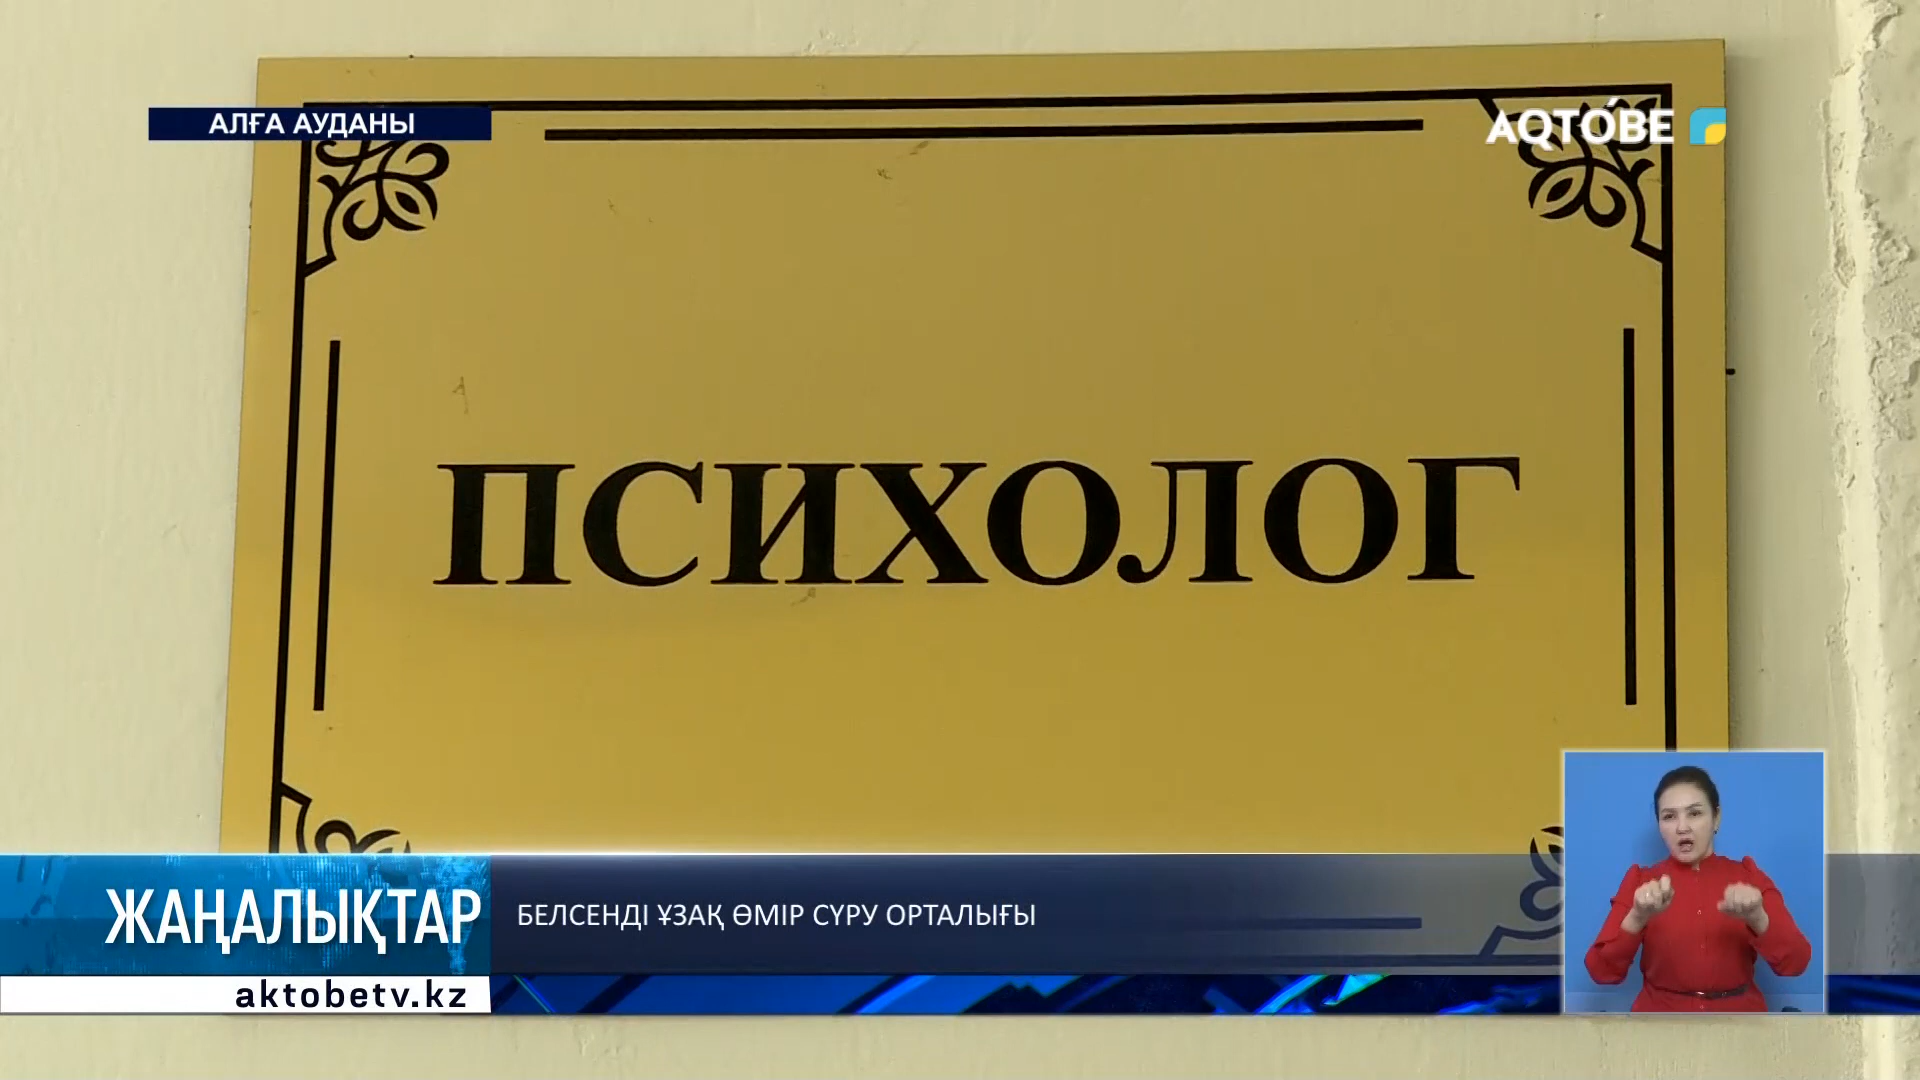 АЛҒА АУДАНЫ
AQTÓBE
ПСИХОЛОГ
ЖАҢАЛЫҚТАР
БЕЛСЕНДІ ҰЗАҚ ӨМІР СҮРУ ОРТАЛЫҒЫ
aktobetv.kz